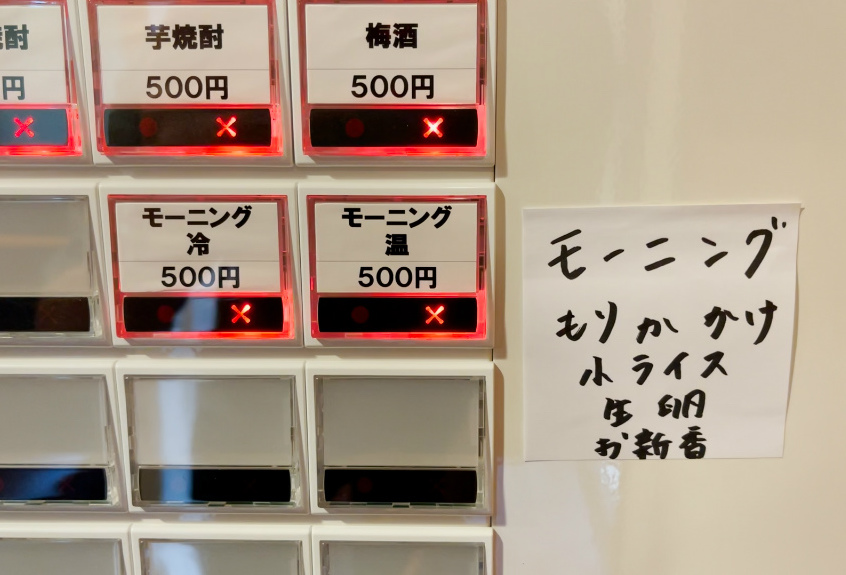 酎
芋焼酎
梅酒
円
500円
500円
モーニング
冷
500円
モーニング
温
500円
モーニング
もりか かけ
小ライス
生卵
お新香